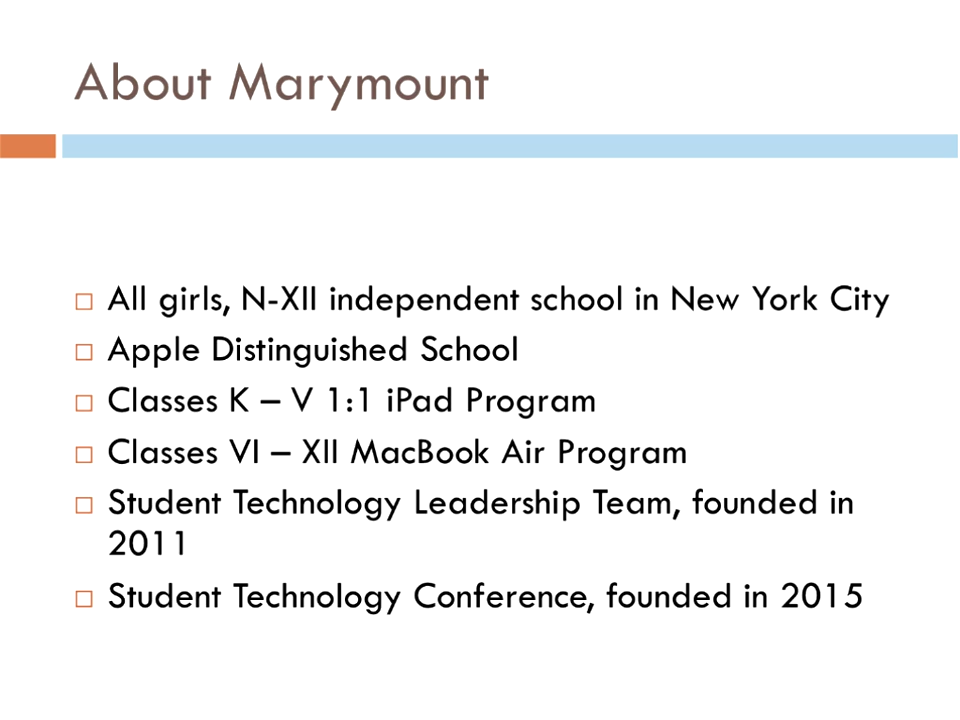 About Marymount
All girls, N-XII independent school in New York City
Apple Distinguished School
Classes K – V 1:1 iPad Program
Classes VI – XII MacBook Air Program
Student Technology Leadership Team, founded in
2011
Student Technology Conference, founded in 2015